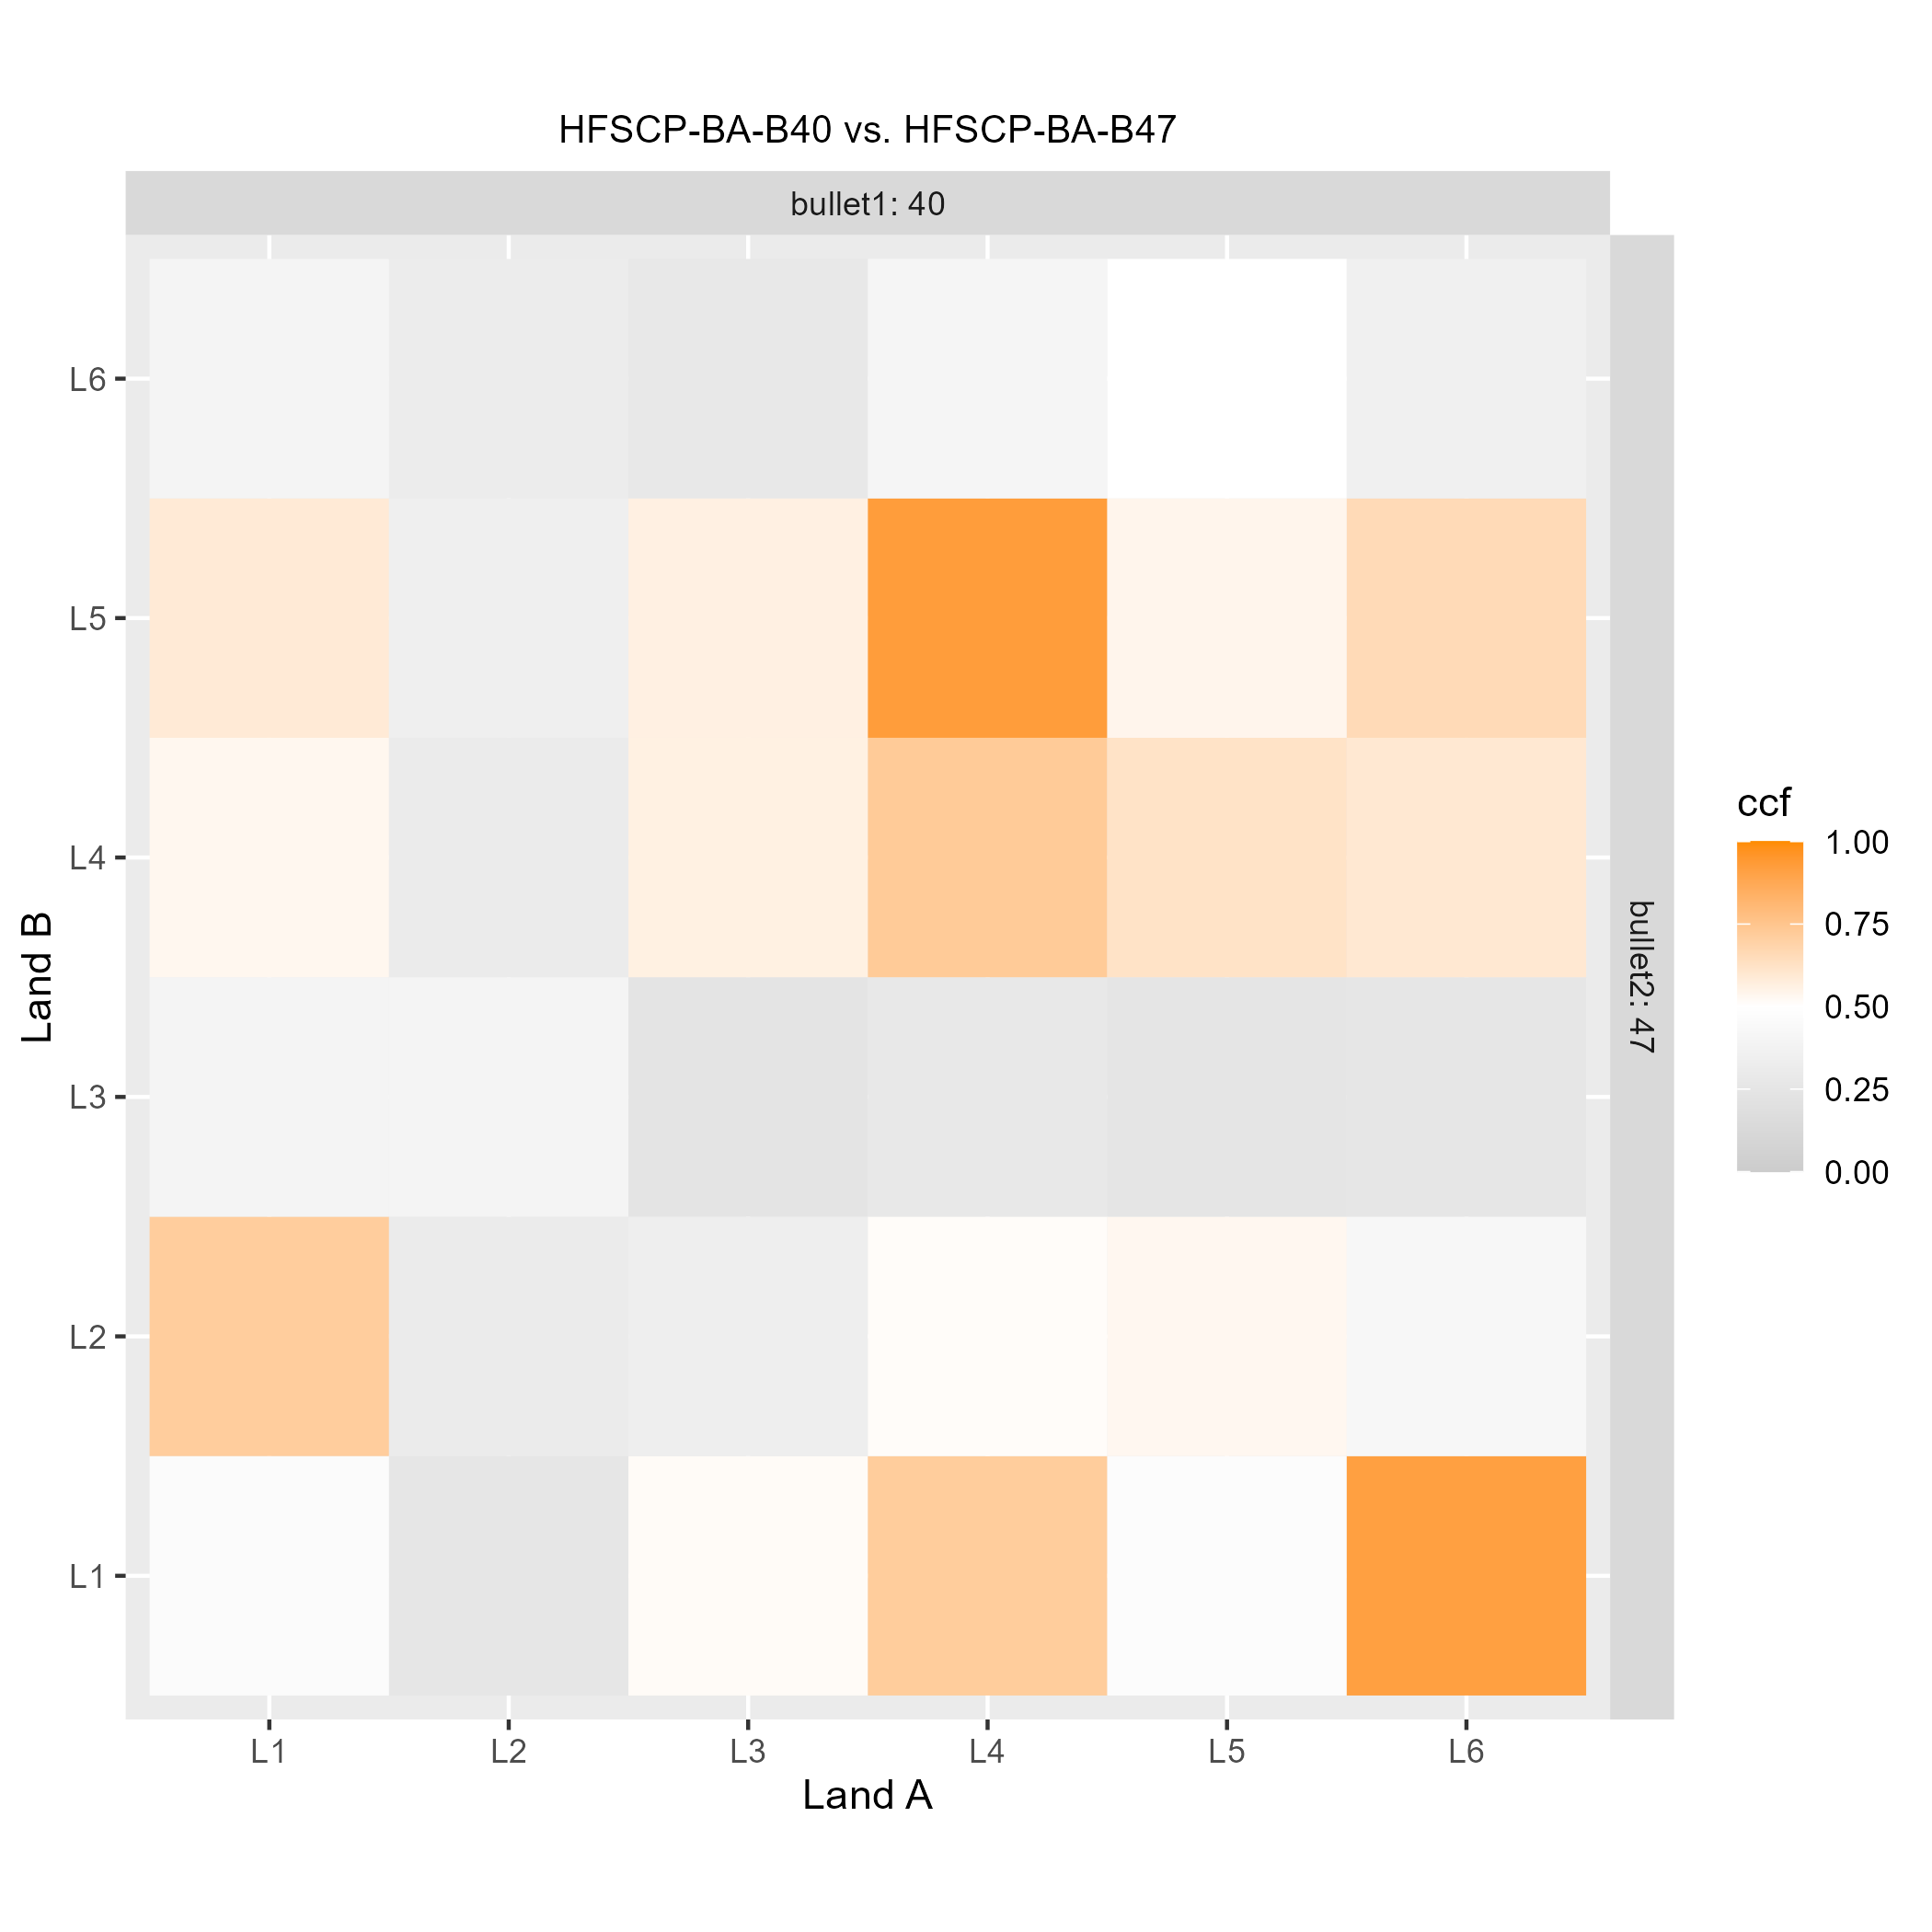 HFSCP-BA-B40 vs. HFSCP-BA-B47
bullet1: 40
L6
L5
L4
L3
L2
L1
Land B
L1 L2 L3 L4 L5 L6
Land A
bullet2: 47
ccf
1.00
0.75
0.50
0.25
0.00